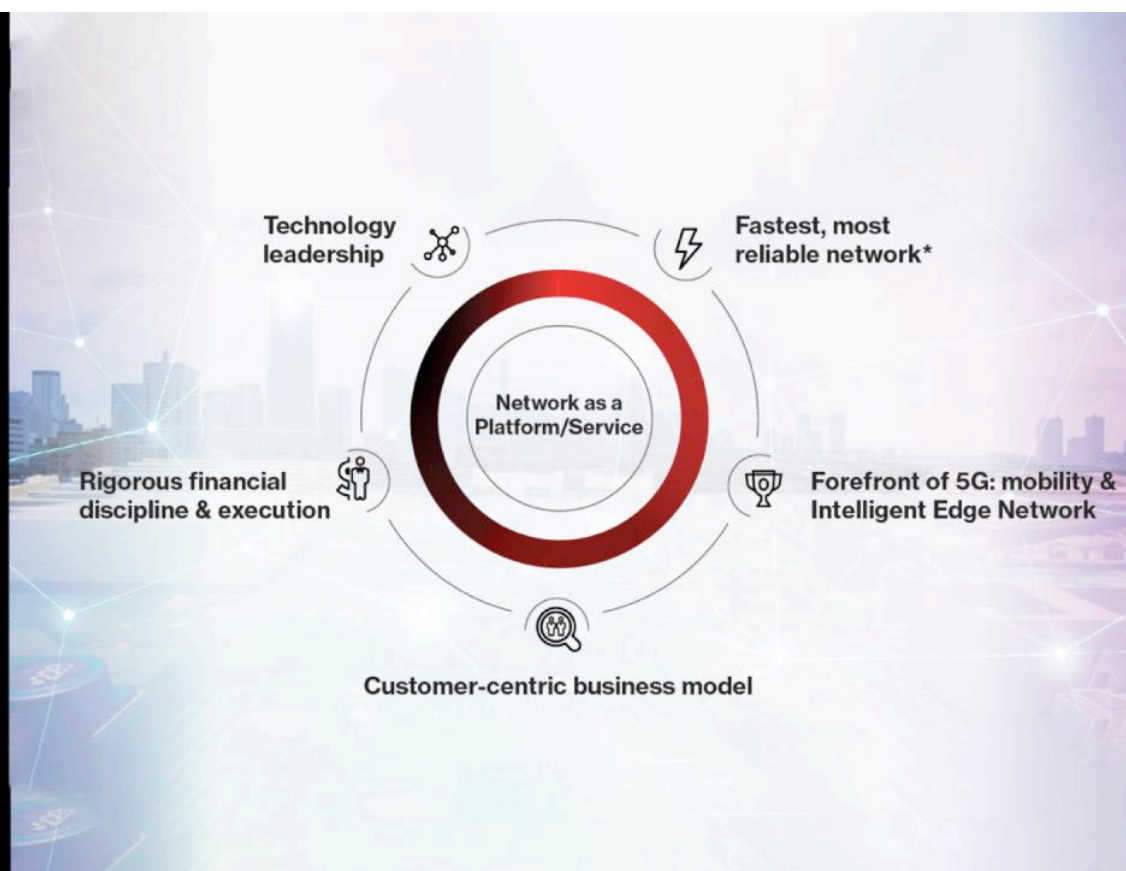 Technology
leadership
Fastest, most
reliable network*
Network as a
Platform/Service
Rigorous financial
discipline & execution
Forefront of 5G: mobility &
Intelligent Edge Network
Customer-centric business model